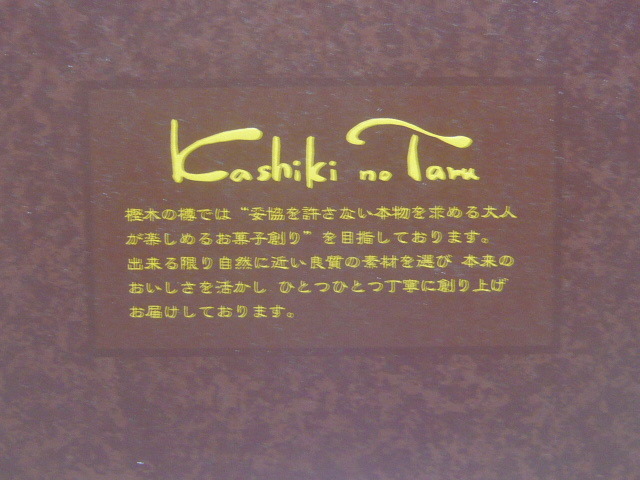 Kashiki no Taru
樫木の樽では“妥協を許さない本物を求める大人
が楽しめるお菓子創り”を目指しております。
出来る限り自然に近い良質の素材を選び 本来の
おいしさを活かし ひとつひとつ丁寧に創り上げ
お届けしております。